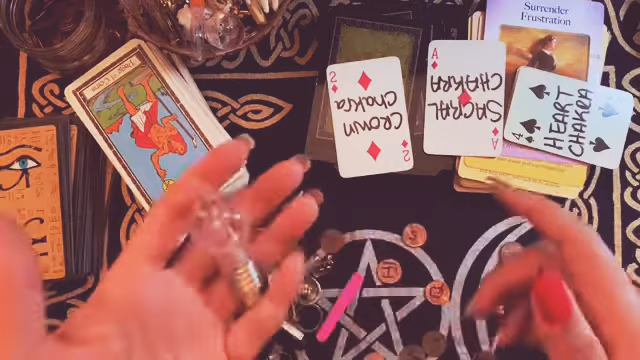 Surrender
Frustration
2
CROWN
Chakra
2
A
SACRAL
CHAKRA
A
4
HEART
CHAKRA